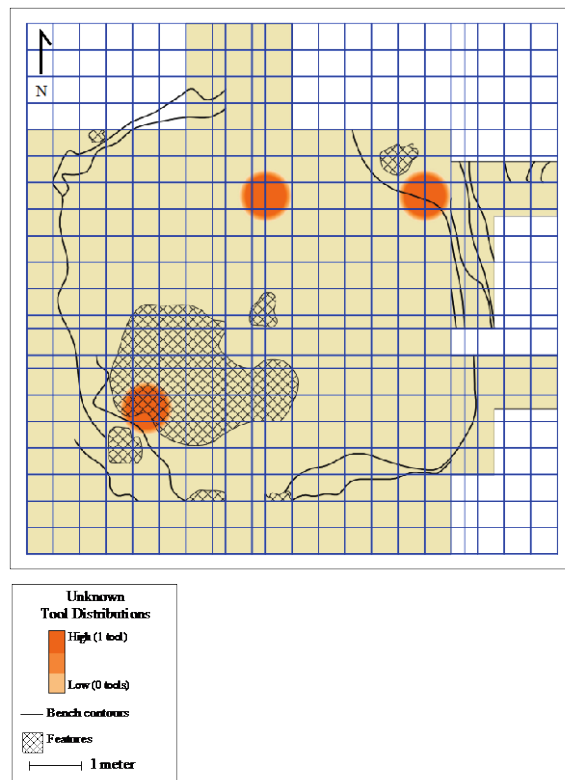 N
Unknown
Tool Distributions
High (1 tool)
Low (0 tools)
Bench contours
Features
1 meter